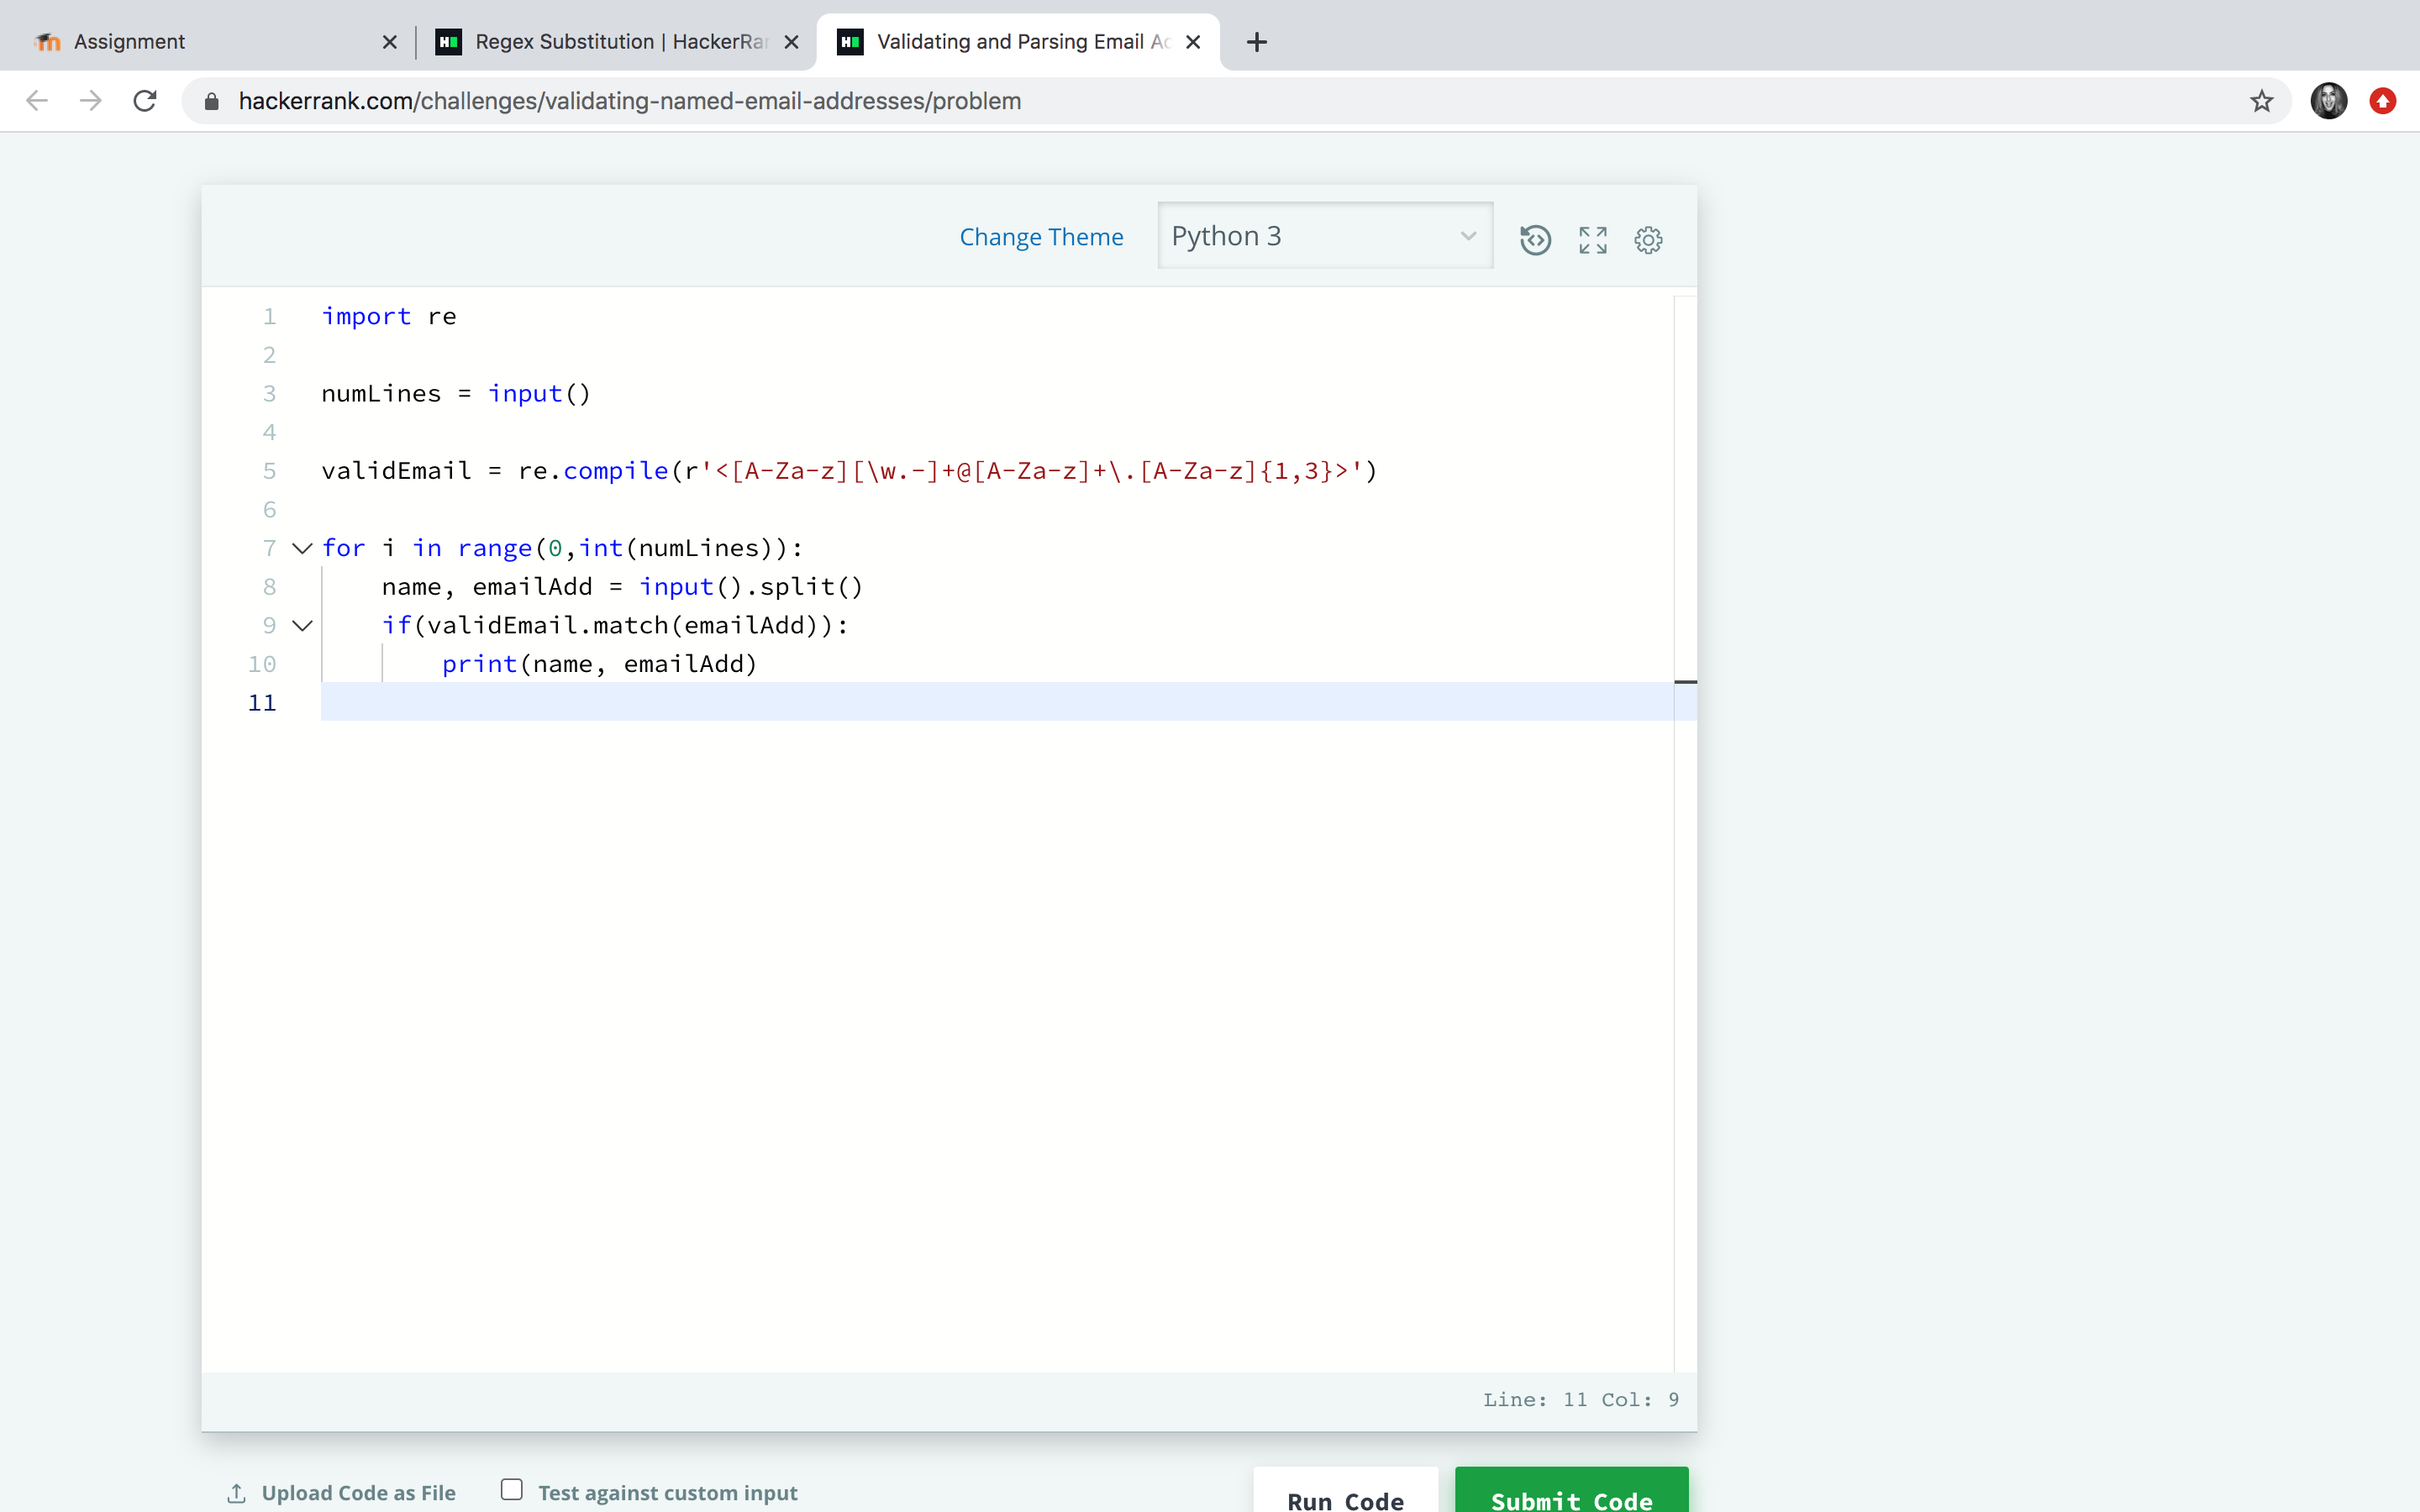 Assignment
Regex Substitution | HackerRan
Validating and Parsing Email Ad
hackerrank.com/challenges/validating-named-email-addresses/problem
Change Theme
Python 3
1 import re
2
3 numLines = input()
4
5 validEmail = re.compile(r'<[A-Za-z][\w.-]+@[A-Za-z]+\.[A-Za-z]{1,3}>')
6
7 for i in range(0,int(numLines)):
8 name, emailAdd = input().split()
9 if(validEmail.match(emailAdd)):
10 print(name, emailAdd)
11
Line: 11 Col: 9
Upload Code as File
Test against custom input
Run Code
Submit Code